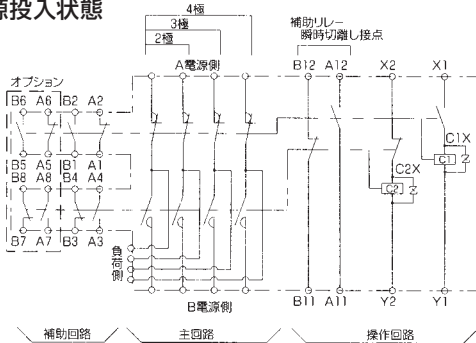 源投入状態
4極
3極
2極
補助リレー
瞬時切離し接点
A電源側
B12 A12 X2 X1
オプション
B6 A6 B2 A2
B5 A5 B1 A1
B8 A8 B4 A4
C1X
C1
C2X
C2
B7 A7 B3 A3
負荷側
B電源側
B11 A11 Y2 Y1
補助回路 主回路 操作回路